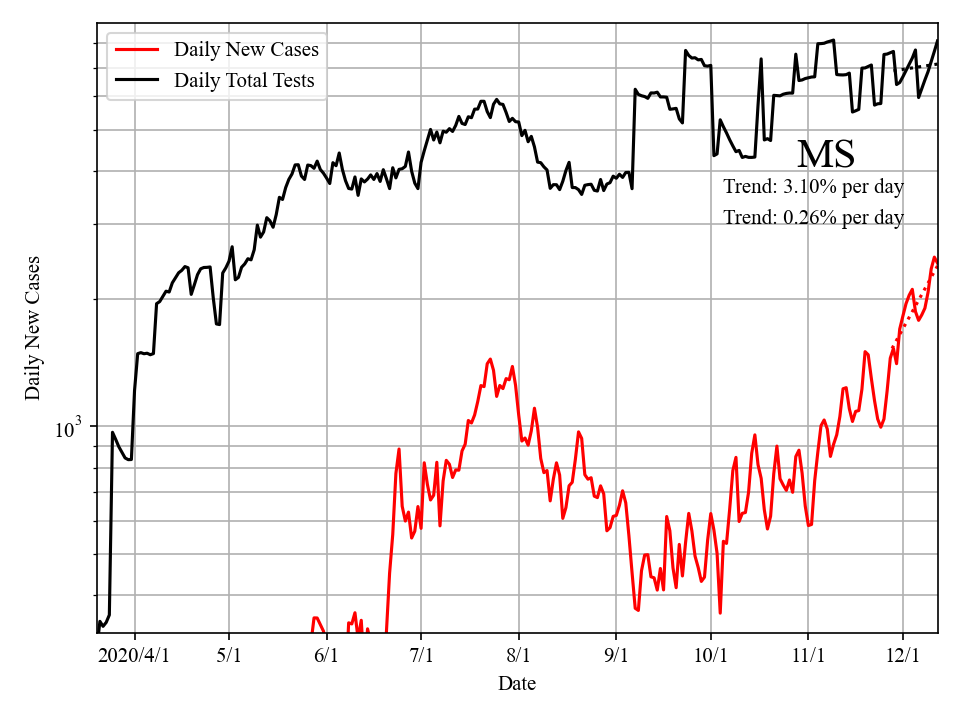 Daily New Cases
Daily Total Tests
MS
Trend: 3.10% per day
Trend: 0.26% per day
Daily New Cases
10³
2020/4/1 5/1 6/1 7/1 8/1 9/1 10/1 11/1 12/1
Date